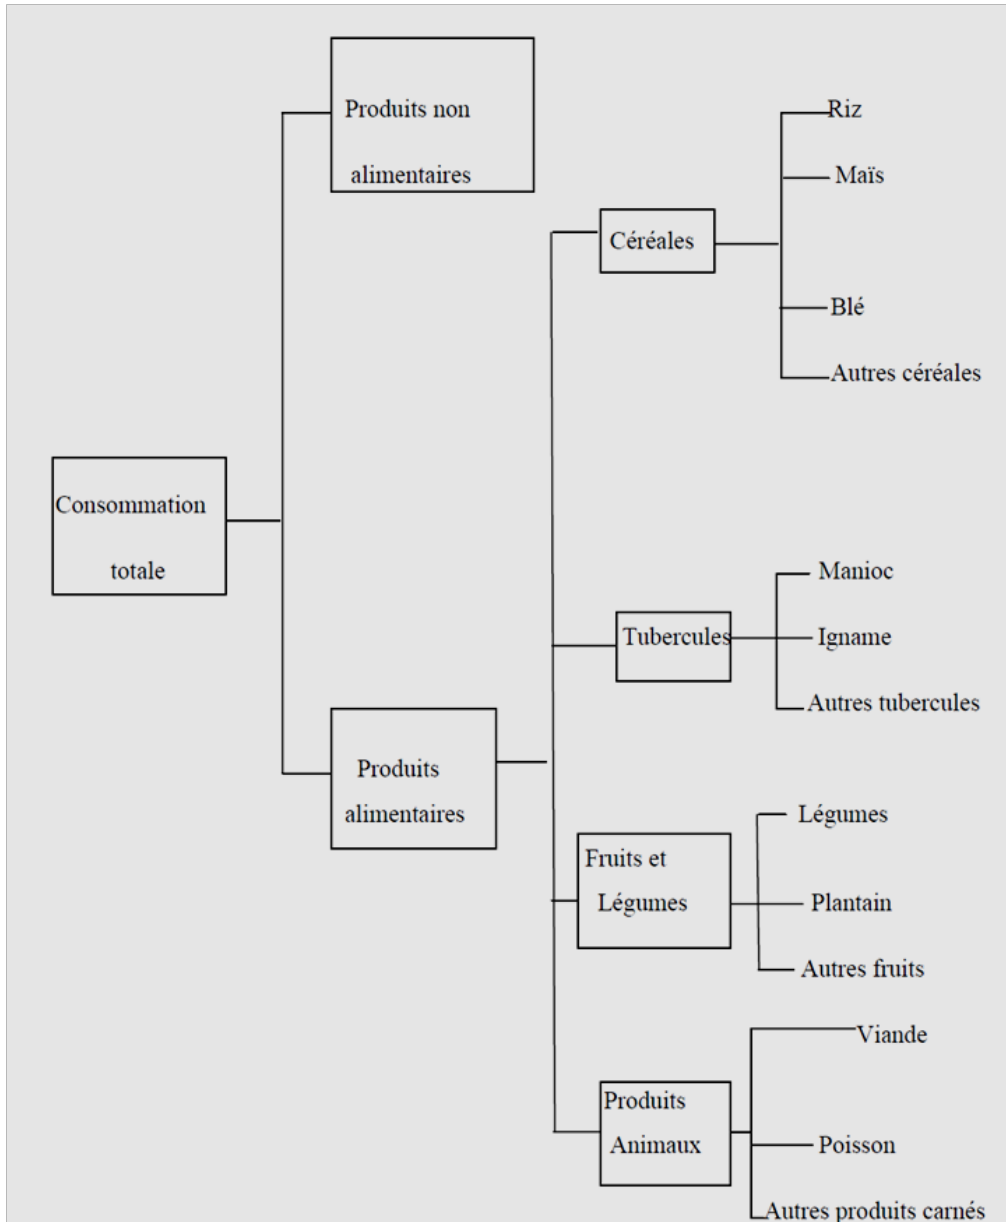 Produits non
alimentaires
Riz
Maïs
Céréales
Blé
Autres céréales
Consommation
totale
Manioc
Tubercules
Igname
Autres tubercules
Produits
alimentaires
Légumes
Fruits et
Légumes
Plantain
Autres fruits
Viande
Produits
Animaux
Poisson
Autres produits carnés